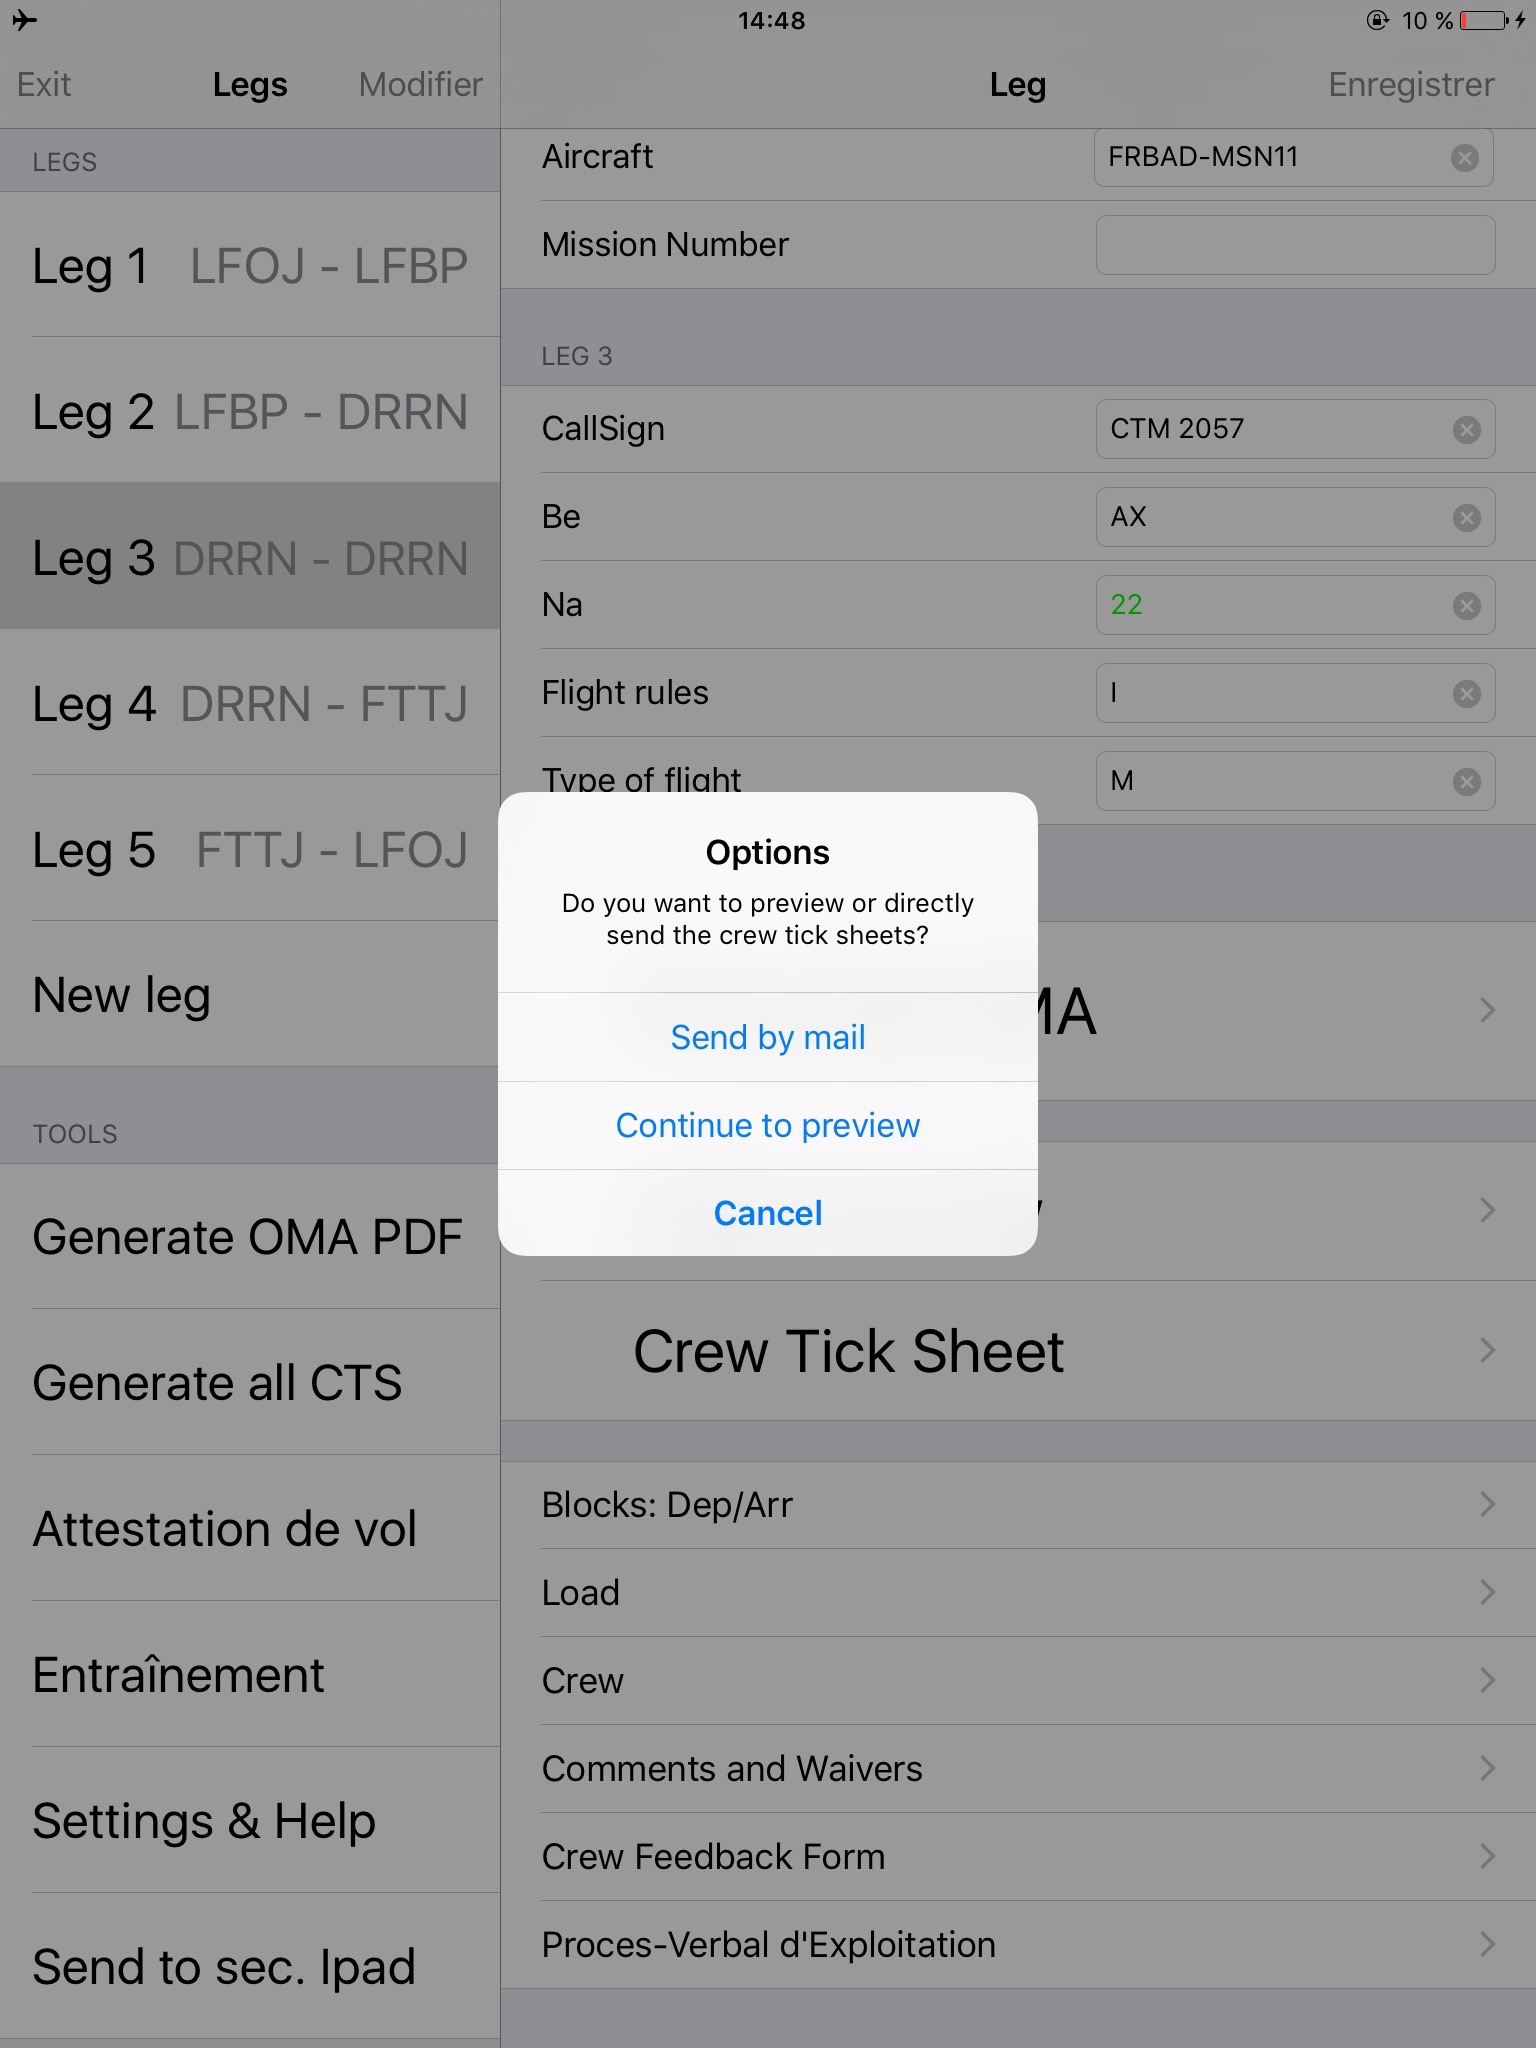 14:48
10 %
Exit
Legs
Modifier
Leg
Enregistrer
LEGS
Leg 1 LFOJ - LFBP
Leg 2 LFBP - DRRN
Leg 3 DRRN - DRRN
Leg 4 DRRN - FTTJ
Leg 5 FTTJ - LFOJ
New leg
TOOLS
Generate OMA PDF
Generate all CTS
Attestation de vol
Entraînement
Settings & Help
Send to sec. Ipad
Aircraft FRBAD-MSN11
Mission Number
LEG 3
CallSign CTM 2057
Be AX
Na 22
Flight rules I
Type of flight M
Options
Do you want to preview or directly
send the crew tick sheets?
Send by mail
Continue to preview
Cancel
Crew Tick Sheet
Blocks: Dep/Arr
Load
Crew
Comments and Waivers
Crew Feedback Form
Proces-Verbal d'Exploitation